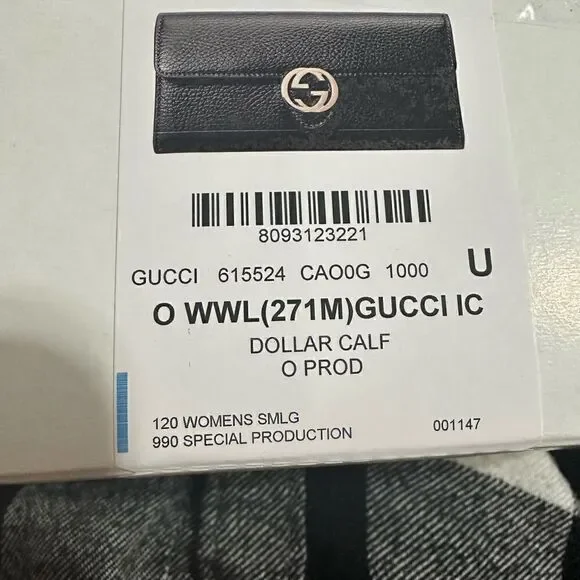 8093123221
GUCCI 615524 CAO0G 1000 U
O WWL(271M)GUCCI IC
DOLLAR CALF
O PROD
120 WOMENS SMLG
990 SPECIAL PRODUCTION 001147